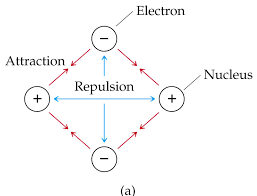 Electron
−
Attraction
Nucleus
Repulsion
+
+
−
(a)